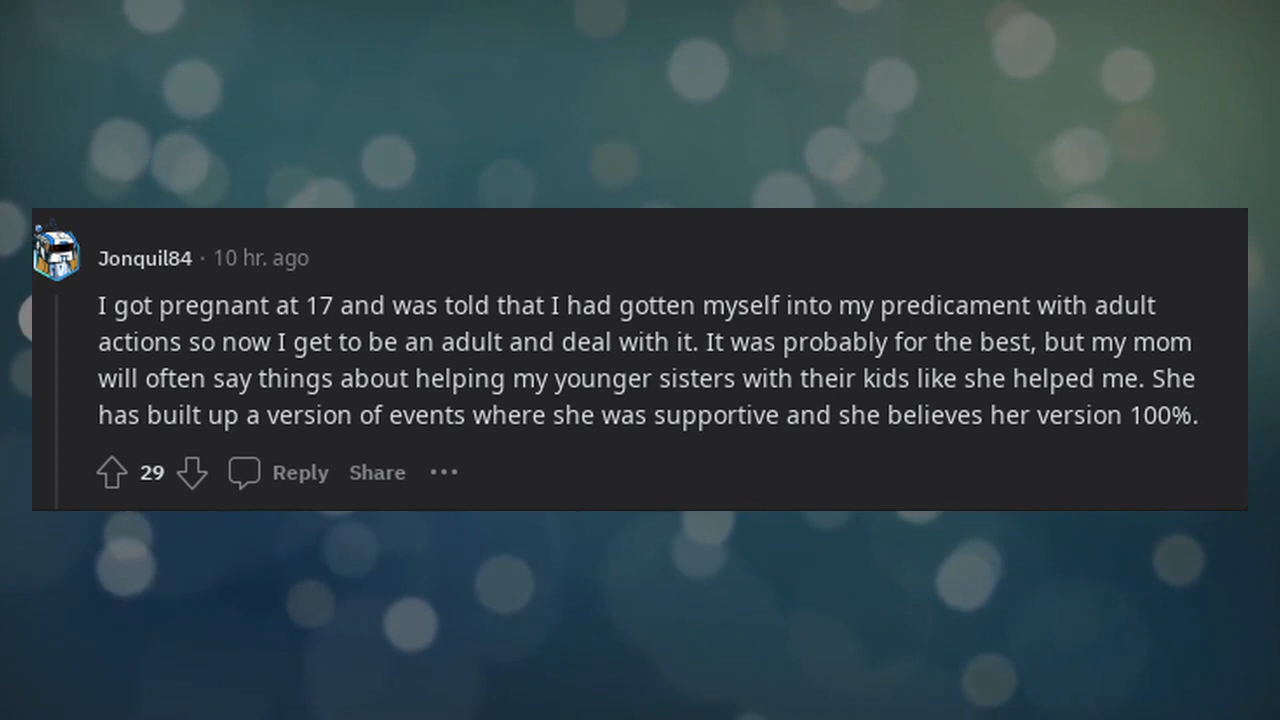 Jonquil84 · 10 hr. ago
I got pregnant at 17 and was told that I had gotten myself into my predicament with adult
actions so now I get to be an adult and deal with it. It was probably for the best, but my mom
will often say things about helping my younger sisters with their kids like she helped me. She
has built up a version of events where she was supportive and she believes her version 100%.
29 Reply Share ···